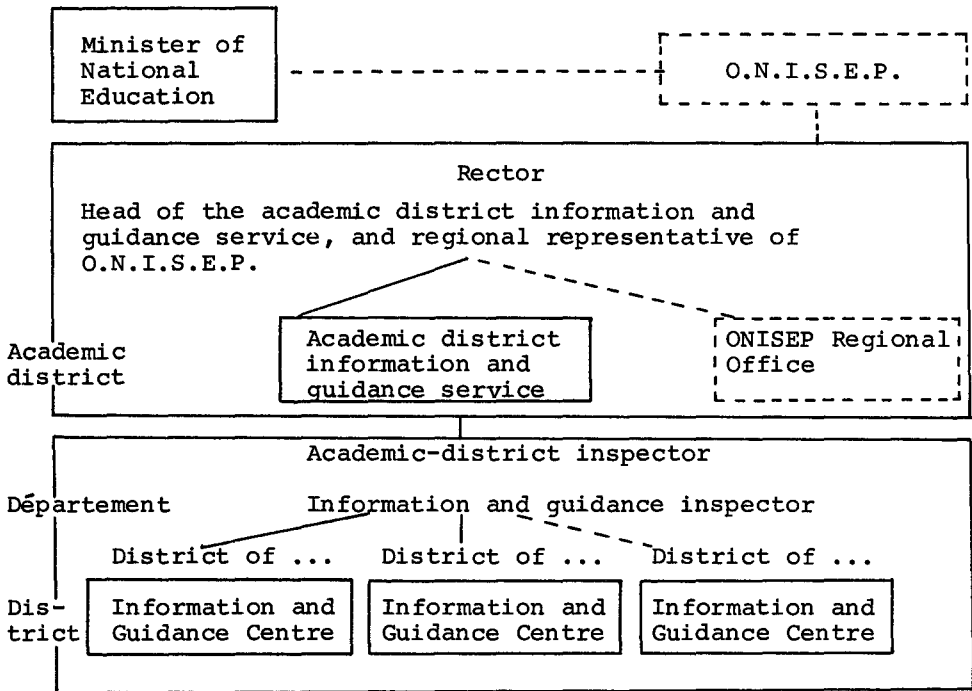 Minister of
National
Education
O.N.I.S.E.P.
Rector
Head of the academic district information and
guidance service, and regional representative of
O.N.I.S.E.P.
Academic
district
Academic district
information and
guidance service
ONISEP Regional
Office
Academic-district inspector
Département
Information and guidance inspector
District of ...
District of ...
District of ...
Dis-
trict
Information and
Guidance Centre
Information and
Guidance Centre
Information and
Guidance Centre